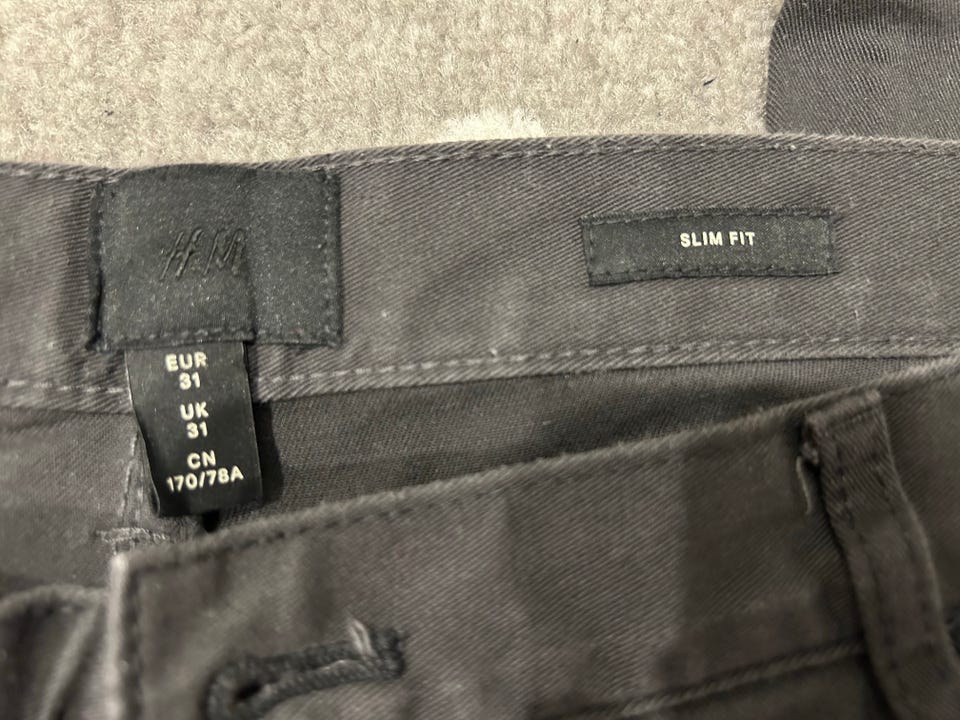 H M
SLIM FIT
EUR
31
UK
31
CN
170/78A